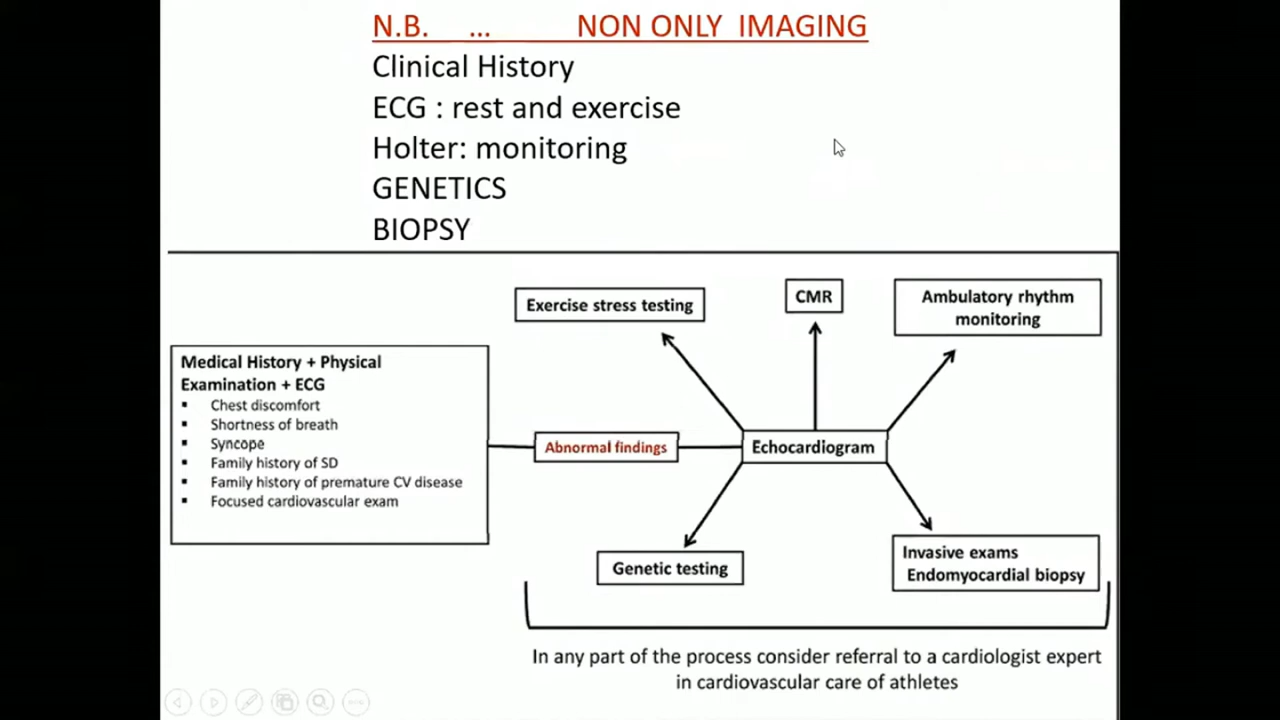 N.B. ... NON ONLY IMAGING
Clinical History
ECG : rest and exercise
Holter: monitoring
GENETICS
BIOPSY
Exercise stress testing
CMR
Ambulatory rhythm
monitoring
Medical History + Physical
Examination + ECG
▪ Chest discomfort
▪ Shortness of breath
▪ Syncope
▪ Family history of SD
▪ Family history of premature CV disease
▪ Focused cardiovascular exam
Abnormal findings
Echocardiogram
Genetic testing
Invasive exams
Endomyocardial biopsy
In any part of the process consider referral to a cardiologist expert
in cardiovascular care of athletes